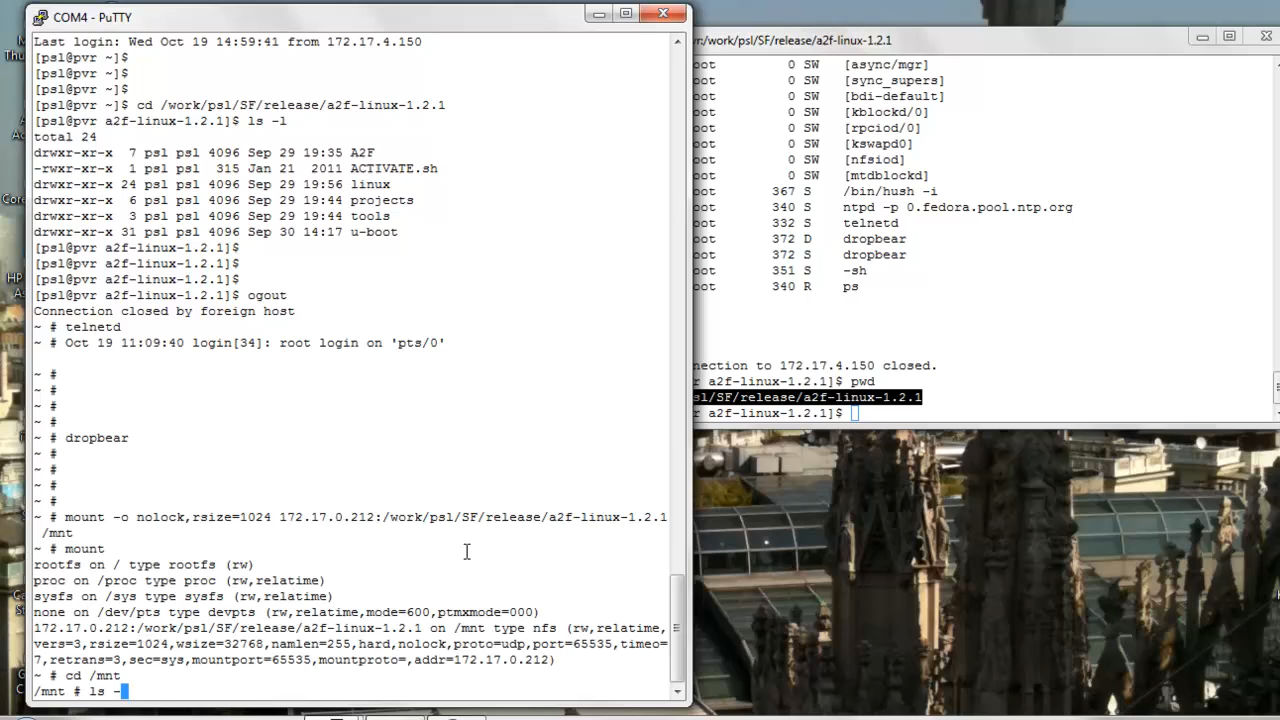 COM4 - PuTTY
Last login: Wed Oct 19 14:59:41 from 172.17.4.150
[psl@pvr ~]$
[psl@pvr ~]$
[psl@pvr ~]$
[psl@pvr ~]$ cd /work/psl/SF/release/a2f-linux-1.2.1
[psl@pvr a2f-linux-1.2.1]$ ls -l
total 24
drwxr-xr-x  7 psl psl 4096 Sep 29 19:35 A2F
-rwxr-xr-x  1 psl psl  315 Jan 21  2011 ACTIVATE.sh
drwxr-xr-x 24 psl psl 4096 Sep 29 19:56 linux
drwxr-xr-x  6 psl psl 4096 Sep 29 19:44 projects
drwxr-xr-x  3 psl psl 4096 Sep 29 19:44 tools
drwxr-xr-x 31 psl psl 4096 Sep 30 14:17 u-boot
[psl@pvr a2f-linux-1.2.1]$
[psl@pvr a2f-linux-1.2.1]$
[psl@pvr a2f-linux-1.2.1]$
[psl@pvr a2f-linux-1.2.1]$ ogout
Connection closed by foreign host
~ # telnetd
~ # Oct 19 11:09:40 login[34]: root login on 'pts/0'
~ #
~ #
~ #
~ #
~ # dropbear
~ #
~ #
~ #
~ #
~ # mount -o nolock,rsize=1024 172.17.0.212:/work/psl/SF/release/a2f-linux-1.2.1
/mnt
~ # mount
rootfs on / type rootfs (rw)
proc on /proc type proc (rw,relatime)
sysfs on /sys type sysfs (rw,relatime)
none on /dev/pts type devpts (rw,relatime,mode=600,ptmxmode=000)
172.17.0.212:/work/psl/SF/release/a2f-linux-1.2.1 on /mnt type nfs (rw,relatime,
vers=3,rsize=1024,wsize=32768,namlen=255,hard,nolock,proto=udp,port=65535,timeo=
7,retrans=3,sec=sys,mountport=65535,mountproto=,addr=172.17.0.212)
~ # cd /mnt
/mnt # ls -
vr:/work/psl/SF/release/a2f-linux-1.2.1
oot 0 SW [async/mgr]
oot 0 SW [sync_supers]
oot 0 SW [bdi-default]
oot 0 SW [kblockd/0]
oot 0 SW [rpciod/0]
oot 0 SW [kswapd0]
oot 0 SW [nfsiod]
oot 0 SW [mtdblockd]
oot 367 S /bin/hush -i
oot 340 S ntpd -p 0.fedora.pool.ntp.org
oot 332 S telnetd
oot 372 D dropbear
oot 372 S dropbear
oot 351 S -sh
oot 340 R ps
nection to 172.17.4.150 closed.
r a2f-linux-1.2.1]$ pwd
sl/SF/release/a2f-linux-1.2.1
r a2f-linux-1.2.1]$